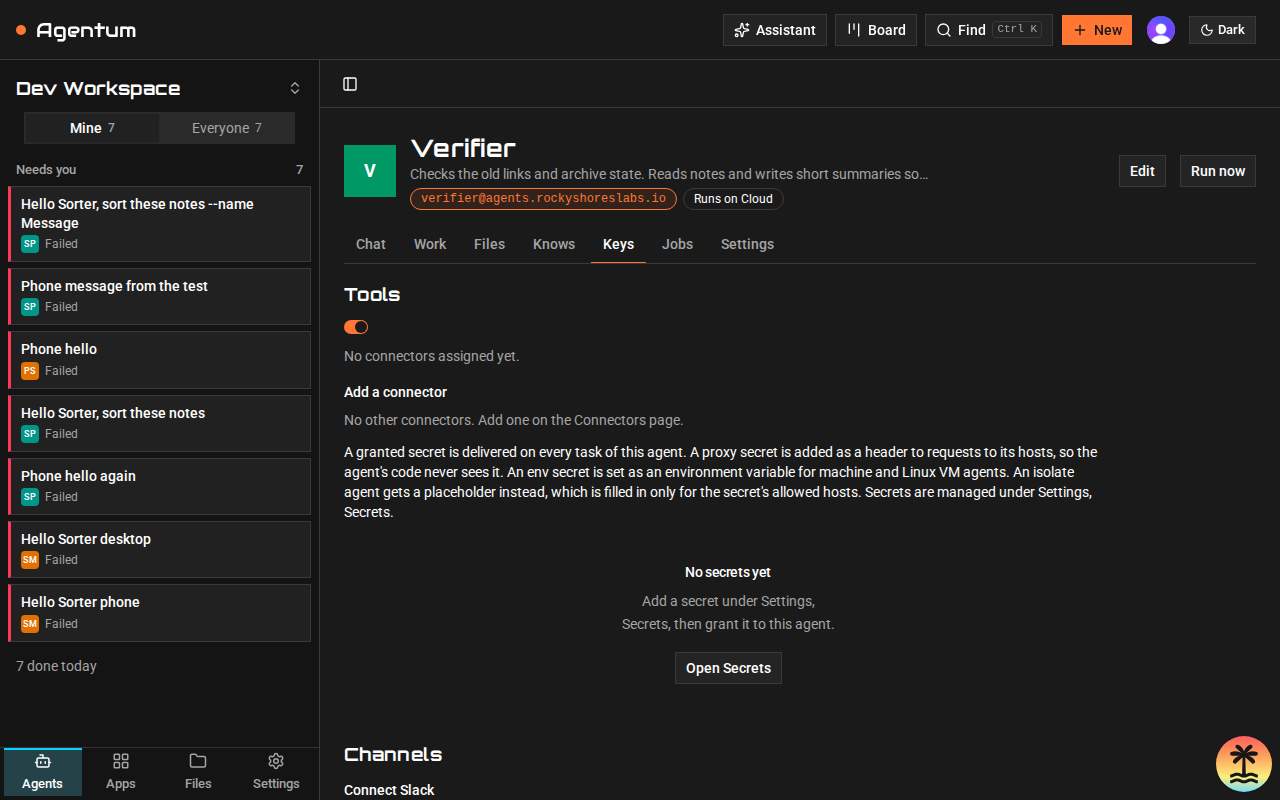 Agentum
Assistant
Board
Find Ctrl K
New
Dark
Dev Workspace
Mine 7
Everyone 7
Needs you 7
Hello Sorter, sort these notes --name
Message
SP Failed
Phone message from the test
SP Failed
Phone hello
PS Failed
Hello Sorter, sort these notes
SP Failed
Phone hello again
SP Failed
Hello Sorter desktop
SM Failed
Hello Sorter phone
SM Failed
7 done today
Agents
Apps
Files
Settings
V
Verifier
Checks the old links and archive state. Reads notes and writes short summaries so…
verifier@agents.rockyshoreslabs.io
Runs on Cloud
Edit
Run now
Chat
Work
Files
Knows
Keys
Jobs
Settings
Tools
No connectors assigned yet.
Add a connector
No other connectors. Add one on the Connectors page.
A granted secret is delivered on every task of this agent. A proxy secret is added as a header to requests to its hosts, so the
agent's code never sees it. An env secret is set as an environment variable for machine and Linux VM agents. An isolate
agent gets a placeholder instead, which is filled in only for the secret's allowed hosts. Secrets are managed under Settings,
Secrets.
No secrets yet
Add a secret under Settings,
Secrets, then grant it to this agent.
Open Secrets
Channels
Connect Slack